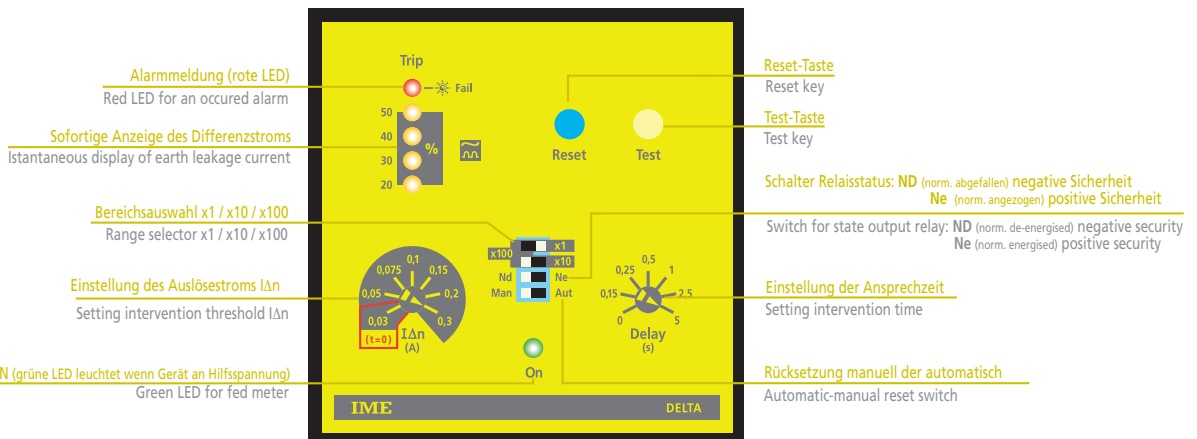 Alarmmeldung (rote LED)
Red LED for an occured alarm
Sofortige Anzeige des Differenzstroms
Istantaneous display of earth leakage current
Bereichsauswahl x1 / x10 / x100
Range selector x1 / x10 / x100
Einstellung des Auslösestroms I∆n
Setting intervention threshold I∆n
N (grüne LED leuchtet wenn Gerät an Hilfsspannung)
Green LED for fed meter
Trip
Fail
50
40
30
20
%
Reset
Test
x100
x1
x10
Nd
Ne
Man
Aut
0,03
0,05
0,075
0,1
0,15
0,2
0,3
(t=0)
I∆n
(A)
0
0,15
0,25
0,5
1
2.5
5
Delay
(s)
On
IME
DELTA
Reset-Taste
Reset key
Test-Taste
Test key
Schalter Relaisstatus: ND (norm. abgefallen) negative Sicherheit
Ne (norm. angezogen) positive Sicherheit
Switch for state output relay: ND (norm. de-energised) negative security
Ne (norm. energised) positive security
Einstellung der Ansprechzeit
Setting intervention time
Rücksetzung manuell der automatisch
Automatic-manual reset switch